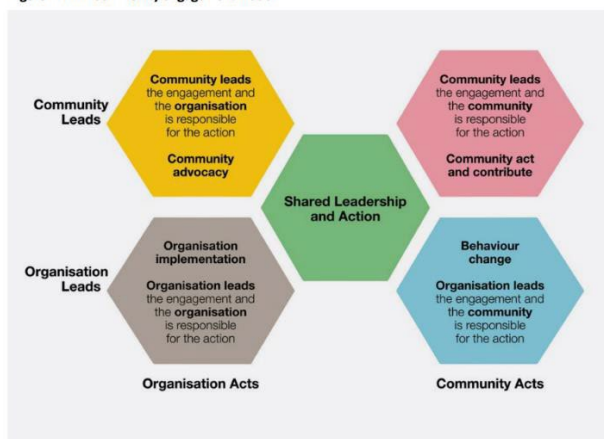 Community
Leads
Community leads
the engagement and
the organisation
is responsible
for the action
Community
advocacy
Community leads
the engagement and
the community
is responsible
for the action
Community act
and contribute
Shared Leadership
and Action
Organisation
Leads
Organisation
implementation
Organisation leads
the engagement and
the organisation
is responsible
for the action
Behaviour
change
Organisation leads
the engagement and
the community
is responsible
for the action
Organisation Acts
Community Acts